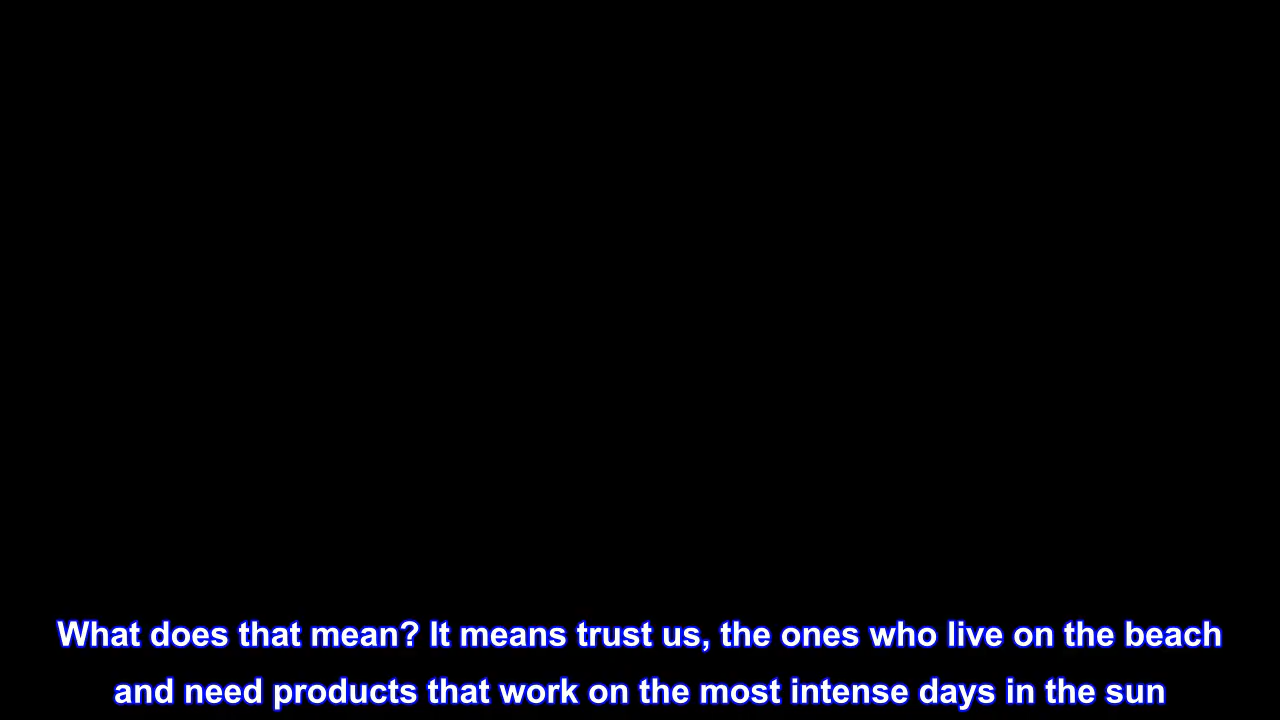 What does that mean? It means trust us, the ones who live on the beach
and need products that work on the most intense days in the sun